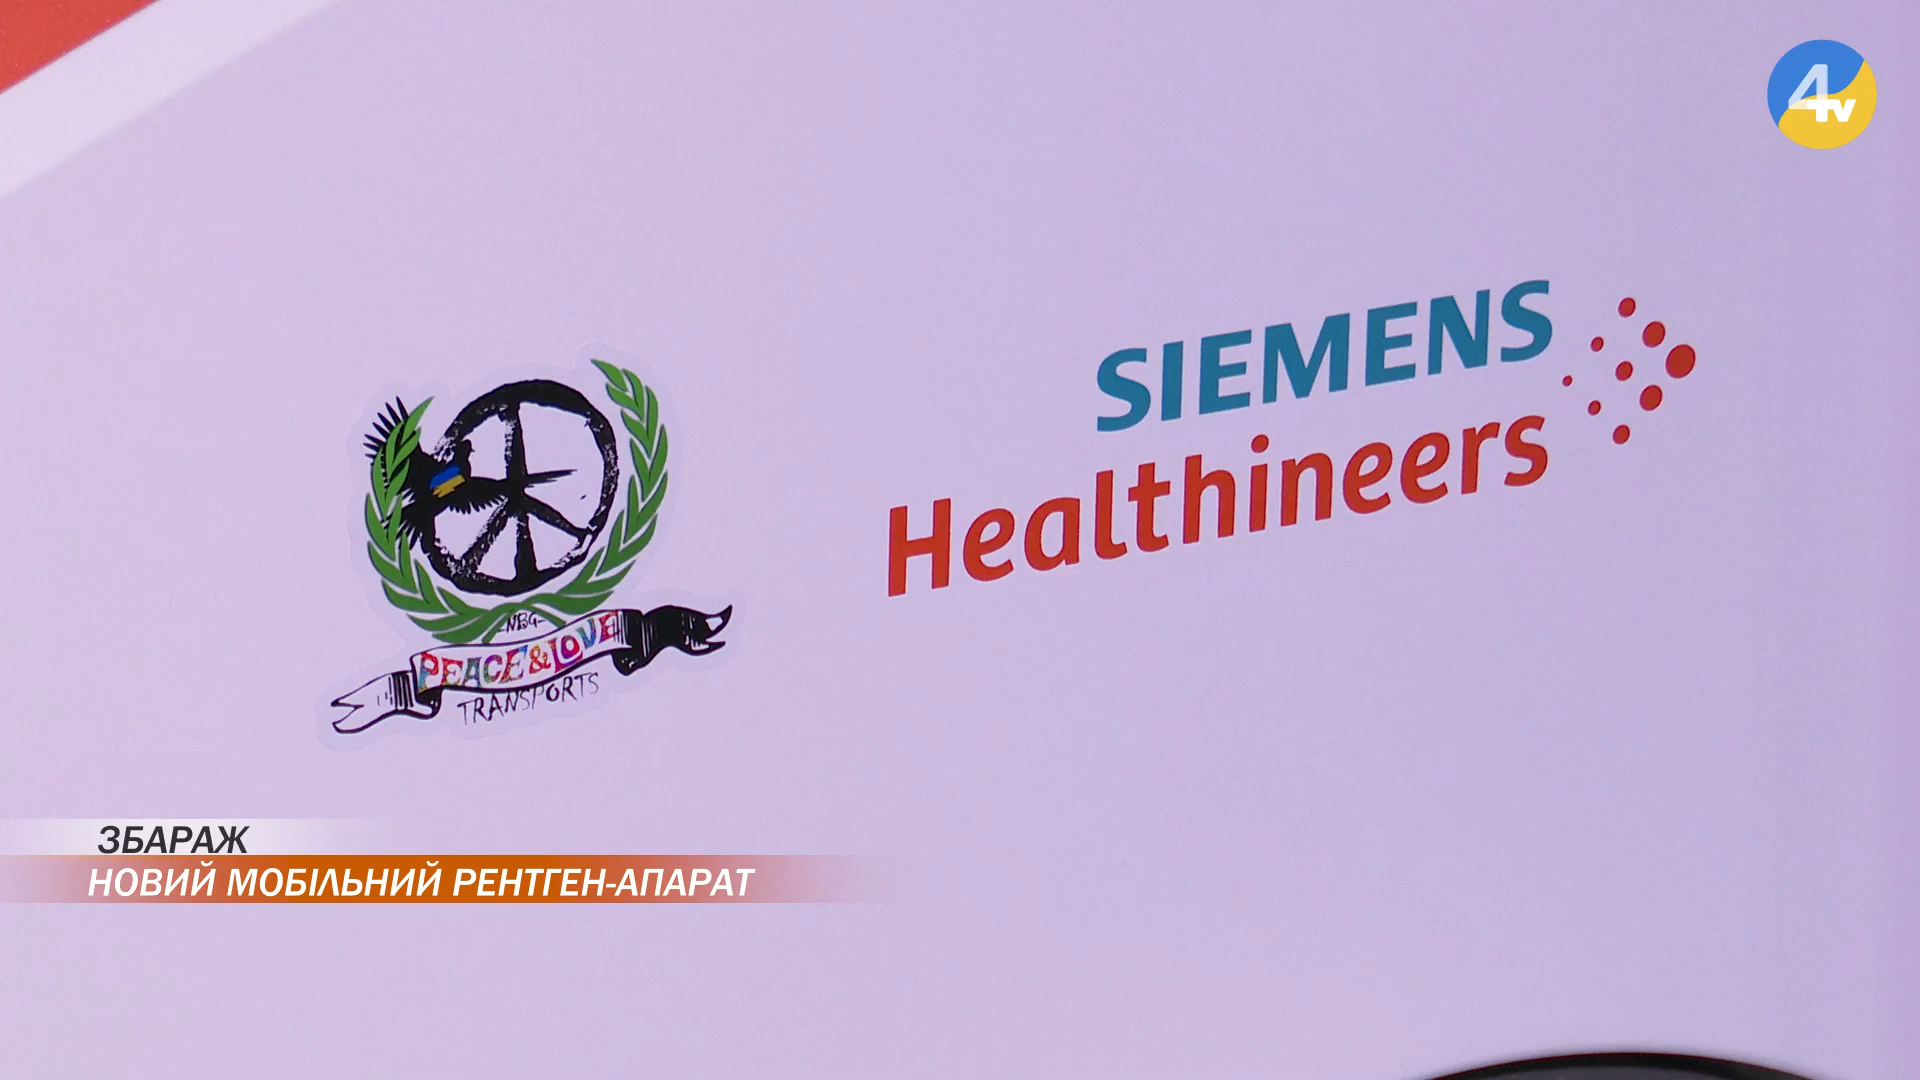 4tv
SIEMENS
Healthineers
-NBG-
PEACE&LOVE
TRANSPORTS
ЗБАРАЖ
НОВИЙ МОБІЛЬНИЙ РЕНТГЕН-АПАРАТ